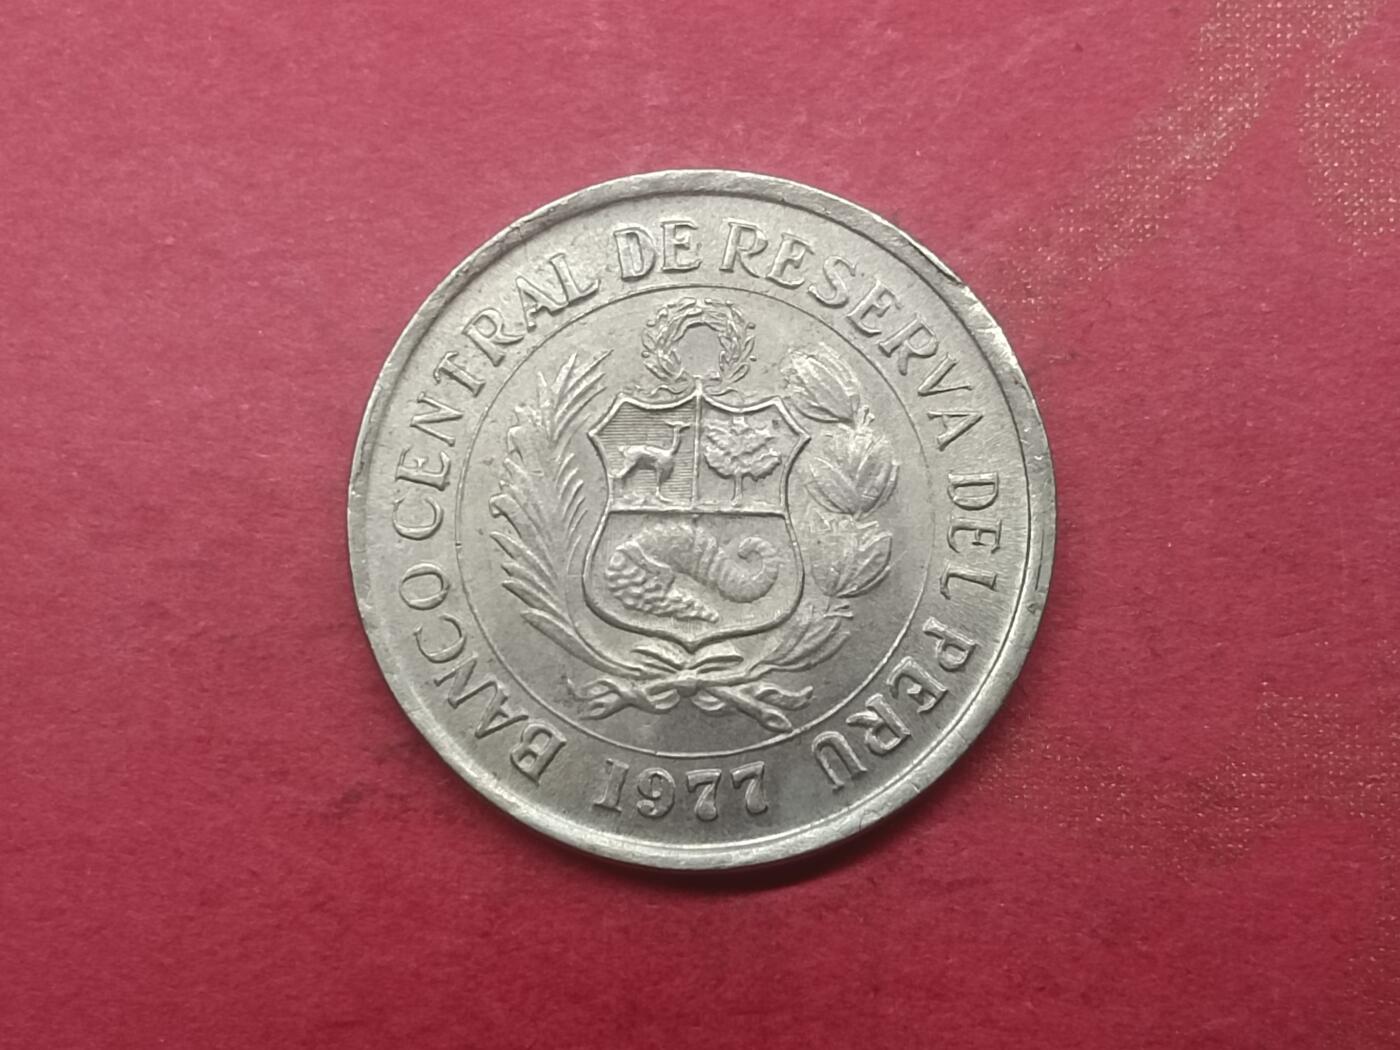 BANCO CENTRAL DE RESERVA DEL PERU
1977